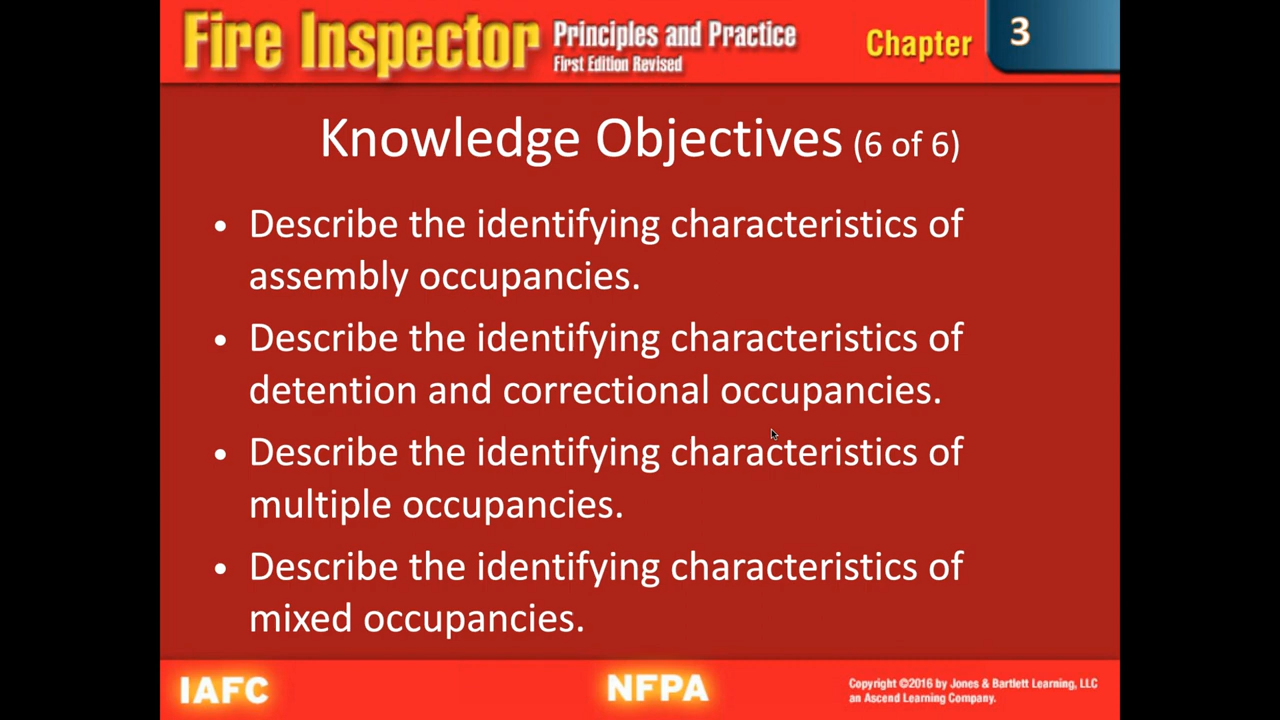 Fire Inspector Principles and Practice
First Edition Revised
Chapter 3
Knowledge Objectives (6 of 6)
• Describe the identifying characteristics of
assembly occupancies.
• Describe the identifying characteristics of
detention and correctional occupancies.
• Describe the identifying characteristics of
multiple occupancies.
• Describe the identifying characteristics of
mixed occupancies.
IAFC
NFPA
Copyright ©2016 by Jones & Bartlett Learning, LLC
an Ascend Learning Company.